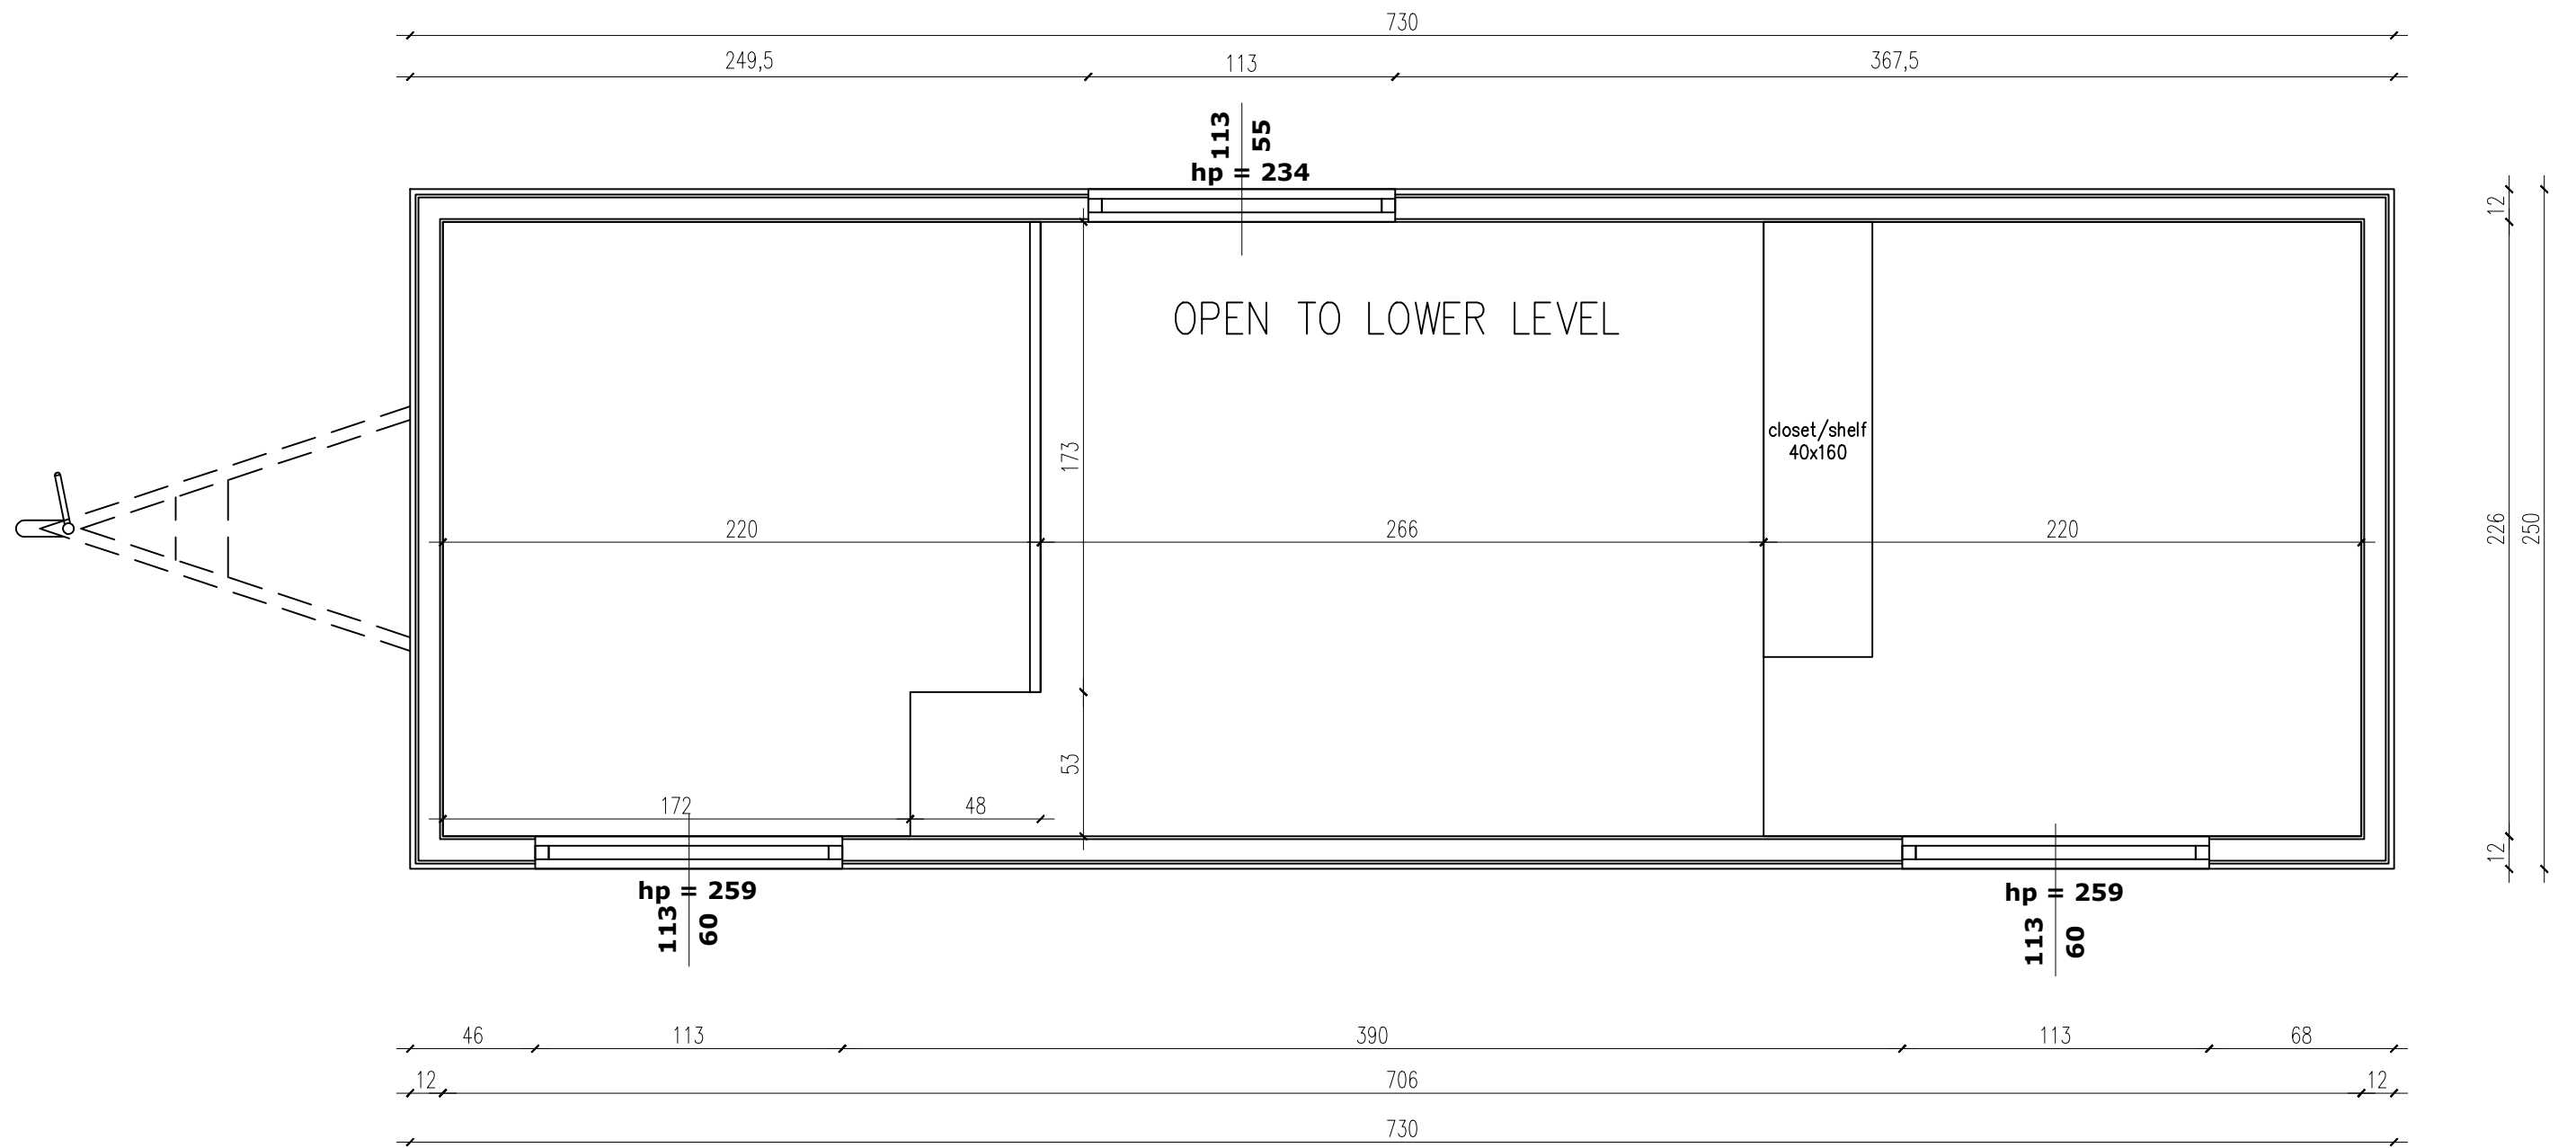 730
249,5 113 367,5
113 55
hp = 234
12
OPEN TO LOWER LEVEL
closet/shelf
40x160
173
220 266 220
226 250
53
172 48
12
hp = 259 hp = 259
113 60 113 60
46 113 390 113 68
12 706 12
730